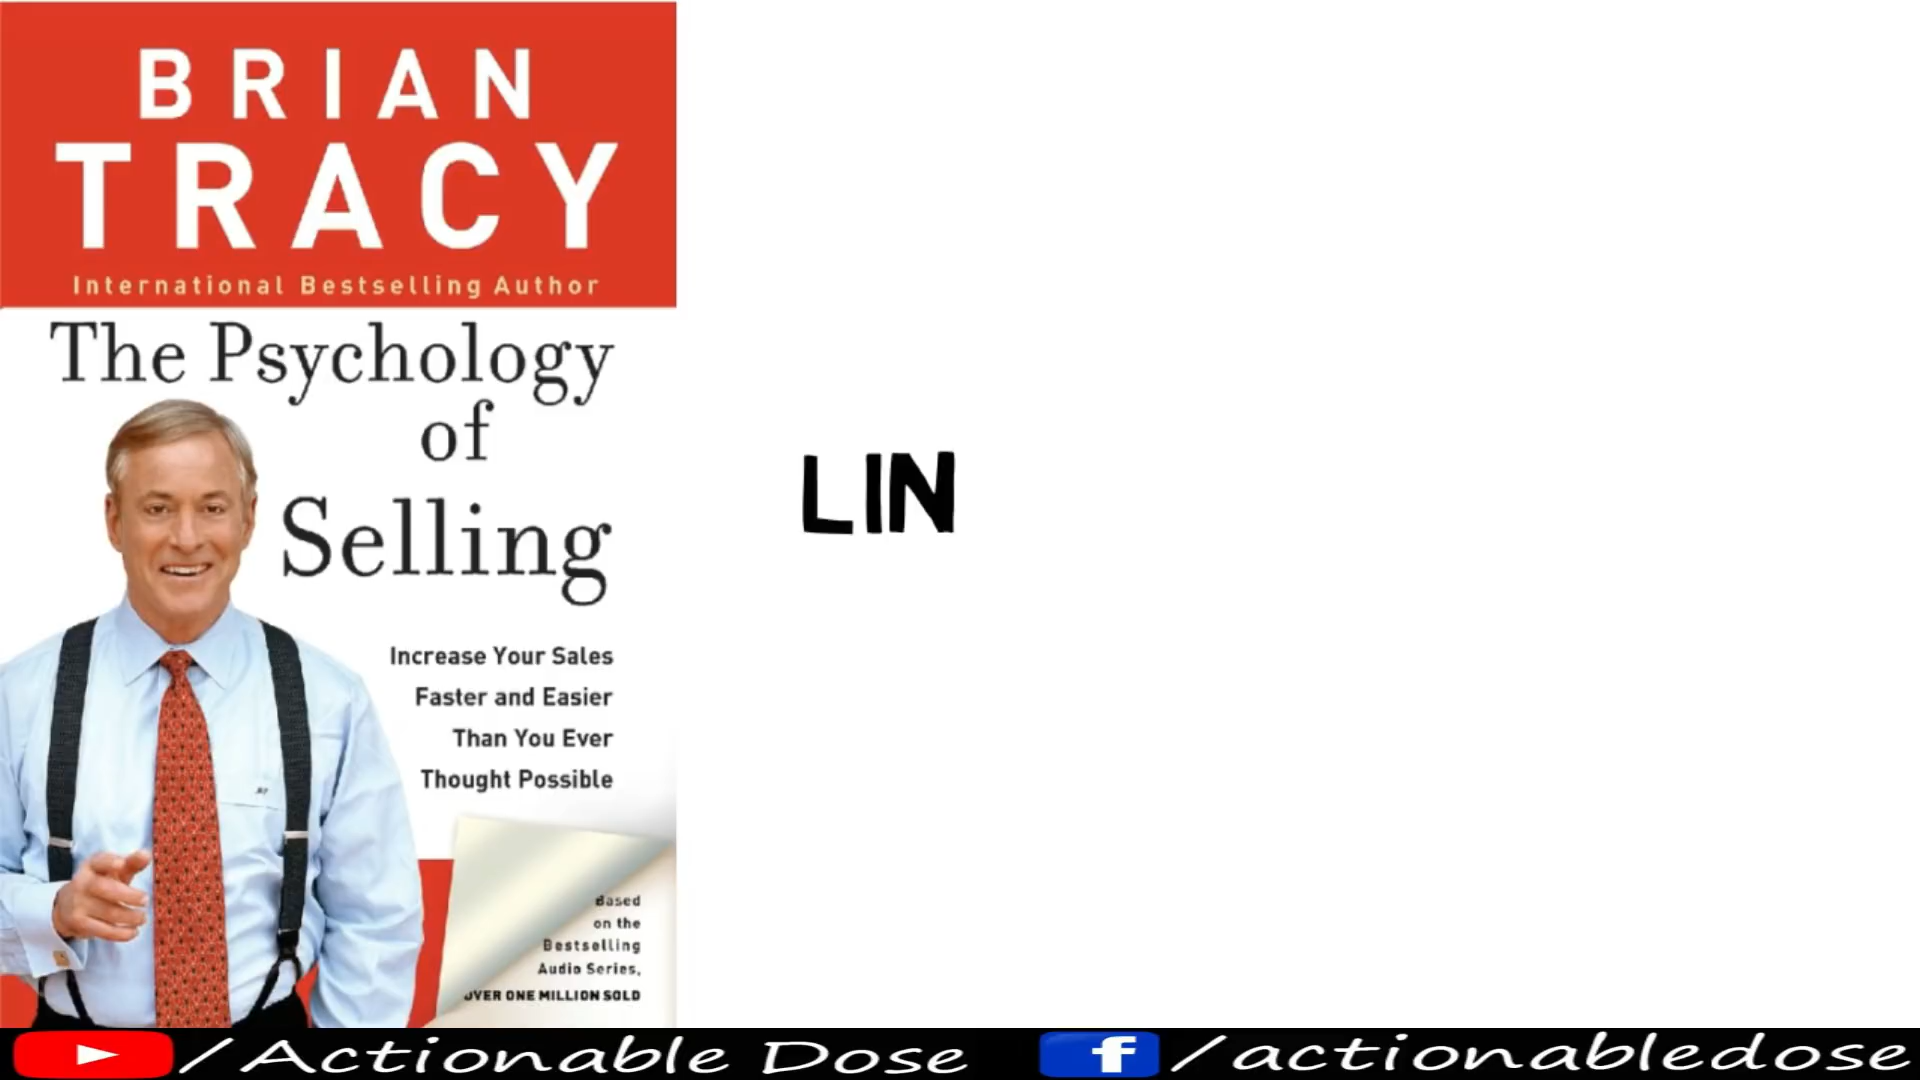 BRIAN
TRACY
International Bestselling Author
The Psychology
of
Selling
Increase Your Sales
Faster and Easier
Than You Ever
Thought Possible
Based
on the
Bestselling
Audio Series,
OVER ONE MILLION SOLD
LIN
/Actionable Dose
/actionabledose